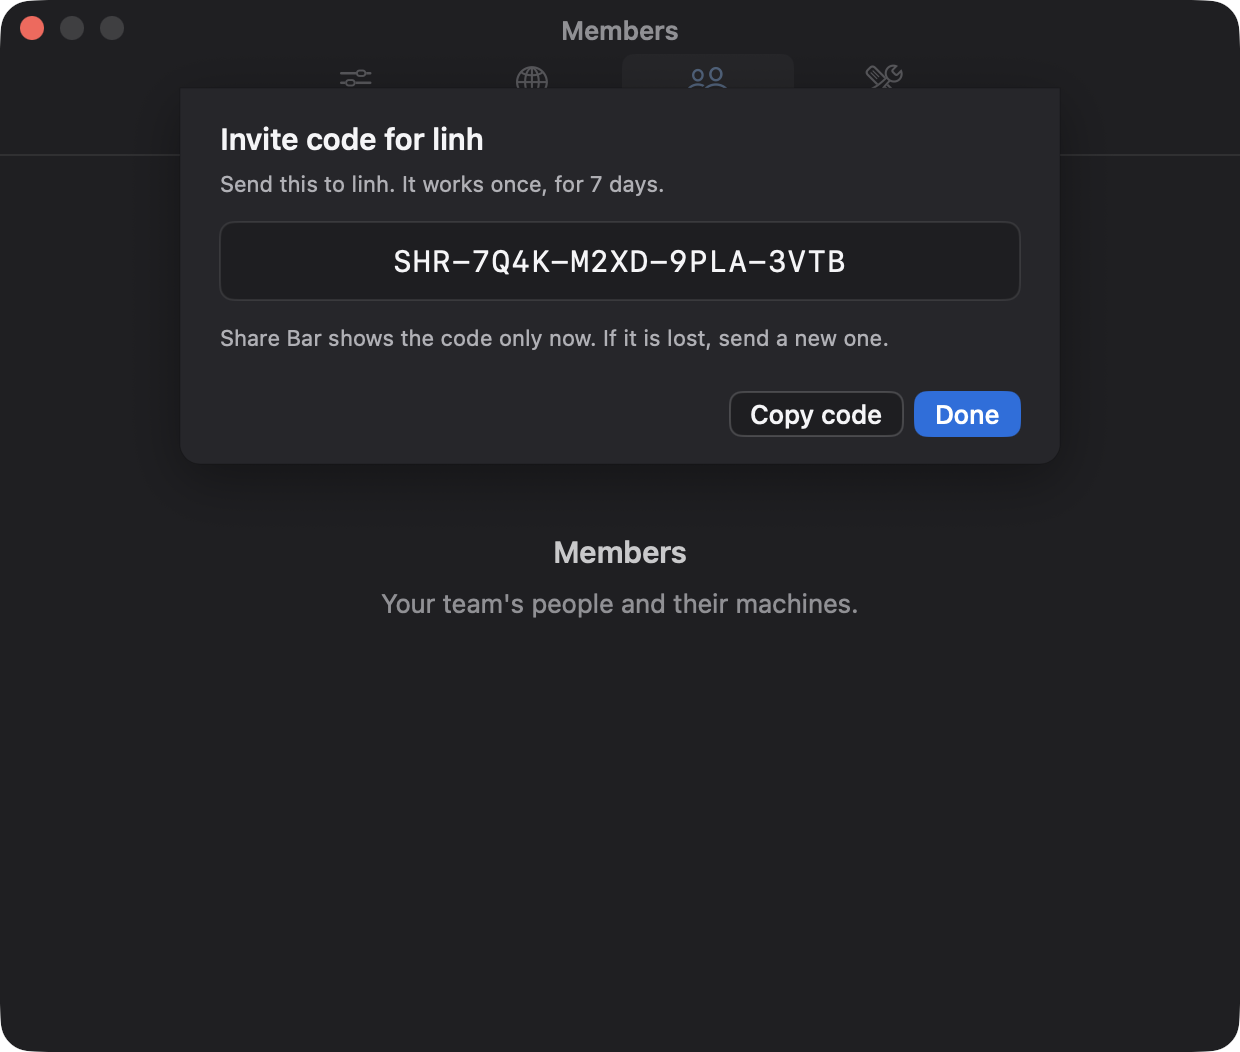 Members
Invite code for linh
Send this to linh. It works once, for 7 days.
SHR-7Q4K-M2XD-9PLA-3VTB
Share Bar shows the code only now. If it is lost, send a new one.
Copy code Done
Members
Your team's people and their machines.